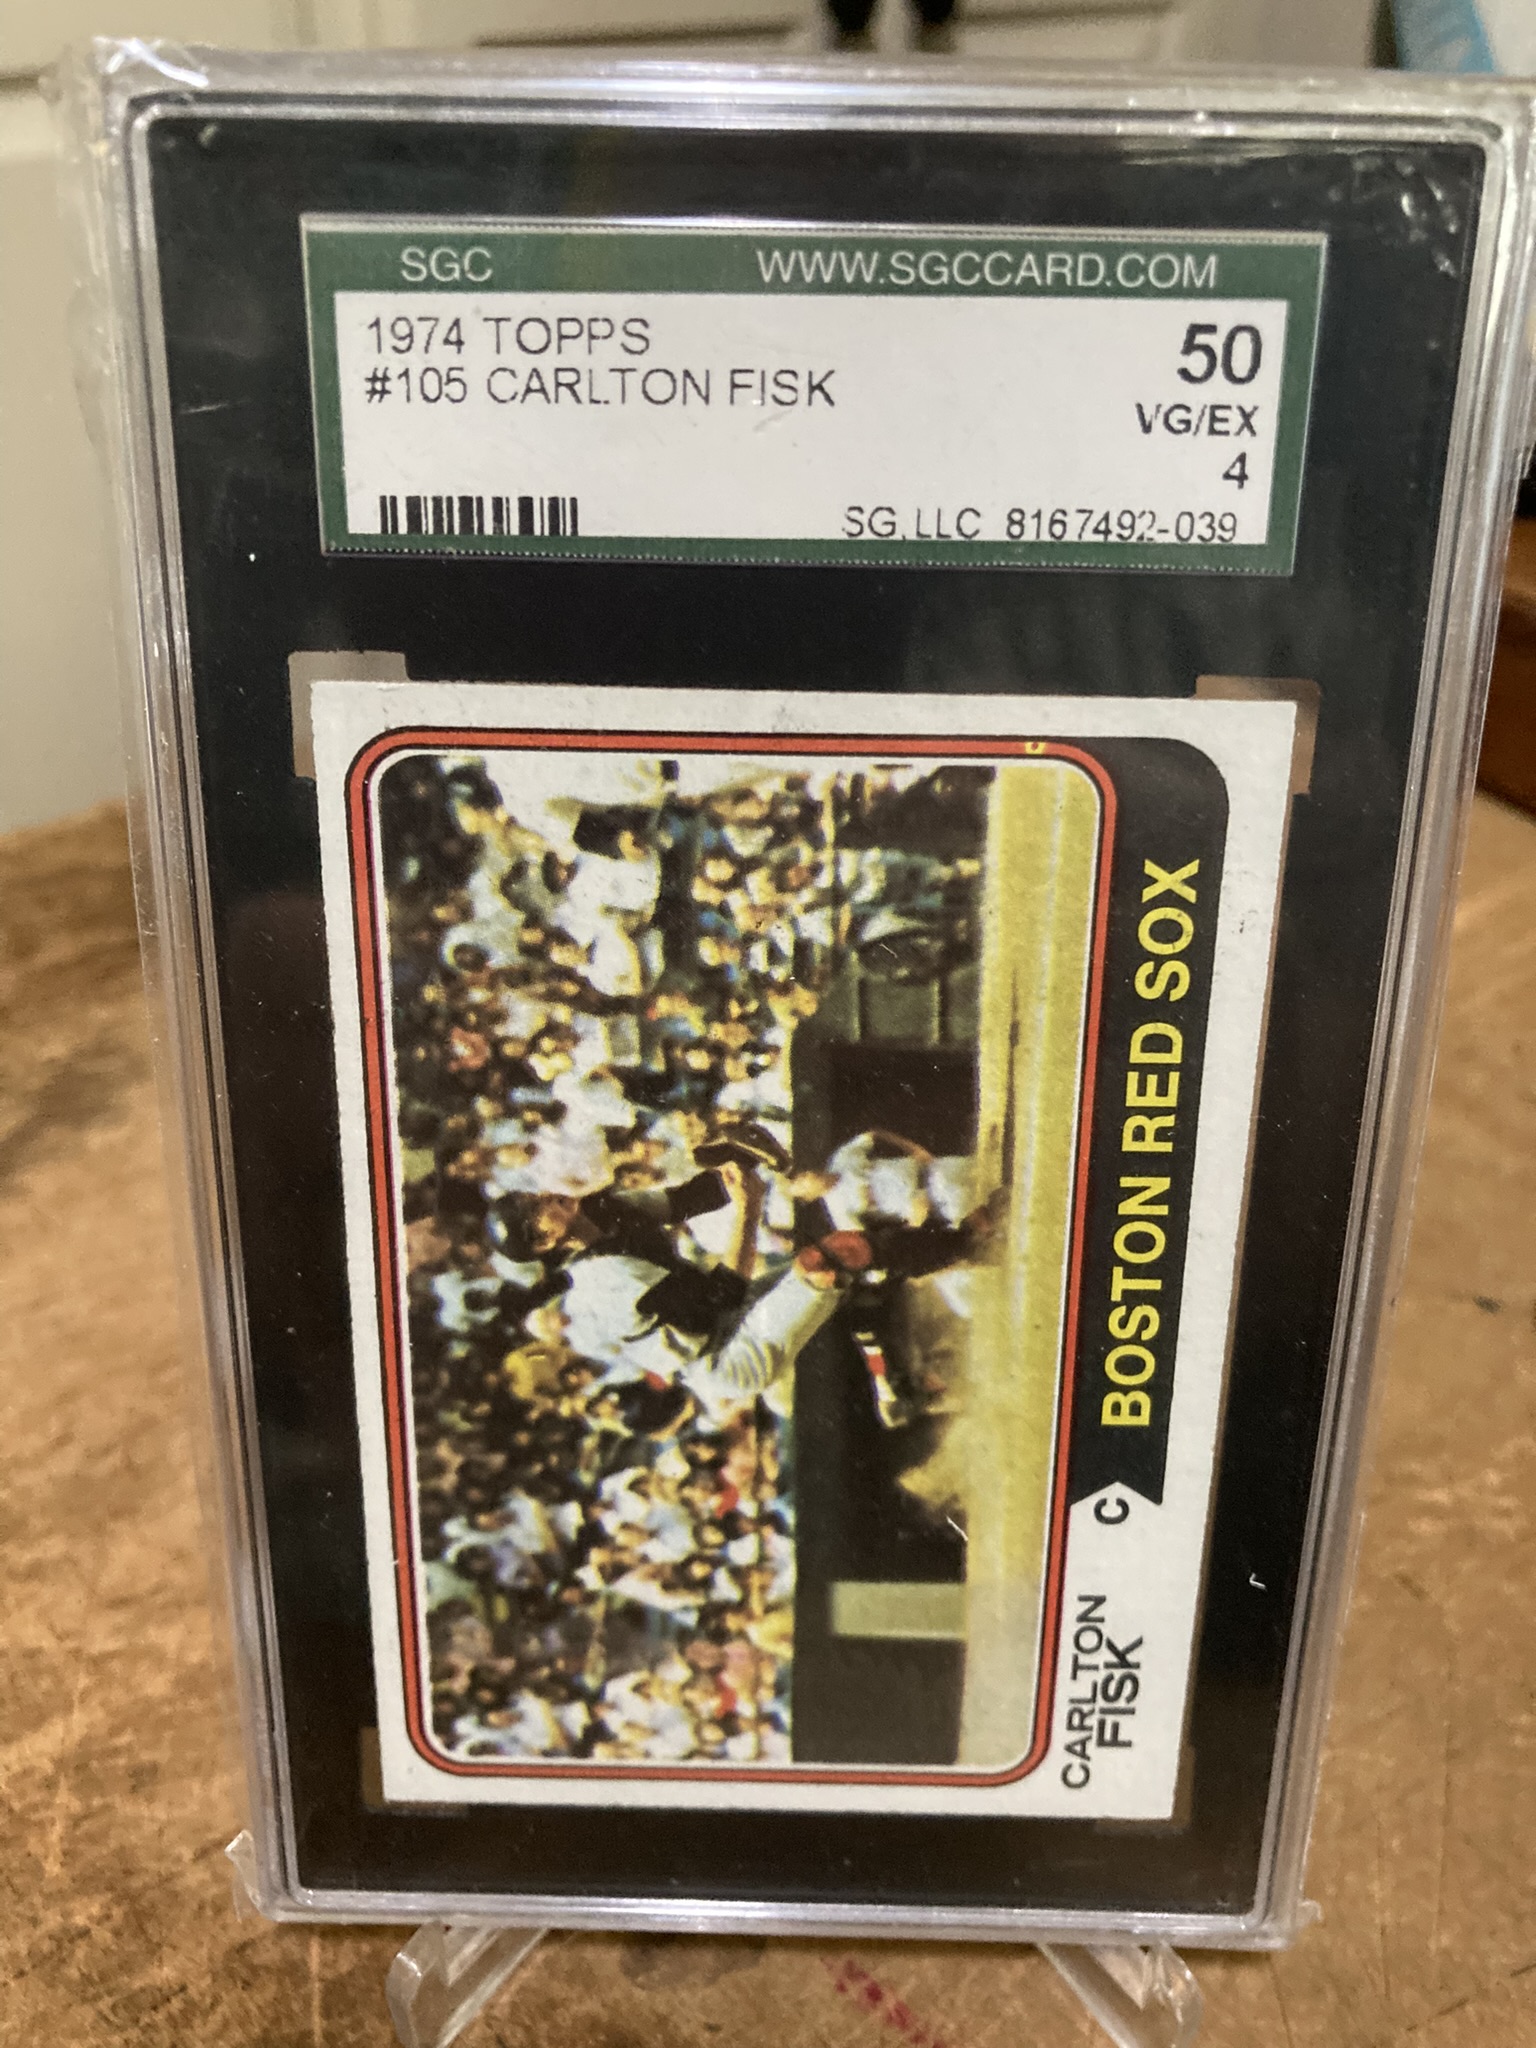 SGC WWW.SGCCARD.COM
1974 TOPPS 50
#105 CARLTON FISK VG/EX
4
SG,LLC 8167492-039
BOSTON RED SOX
C
CARLTON
FISK